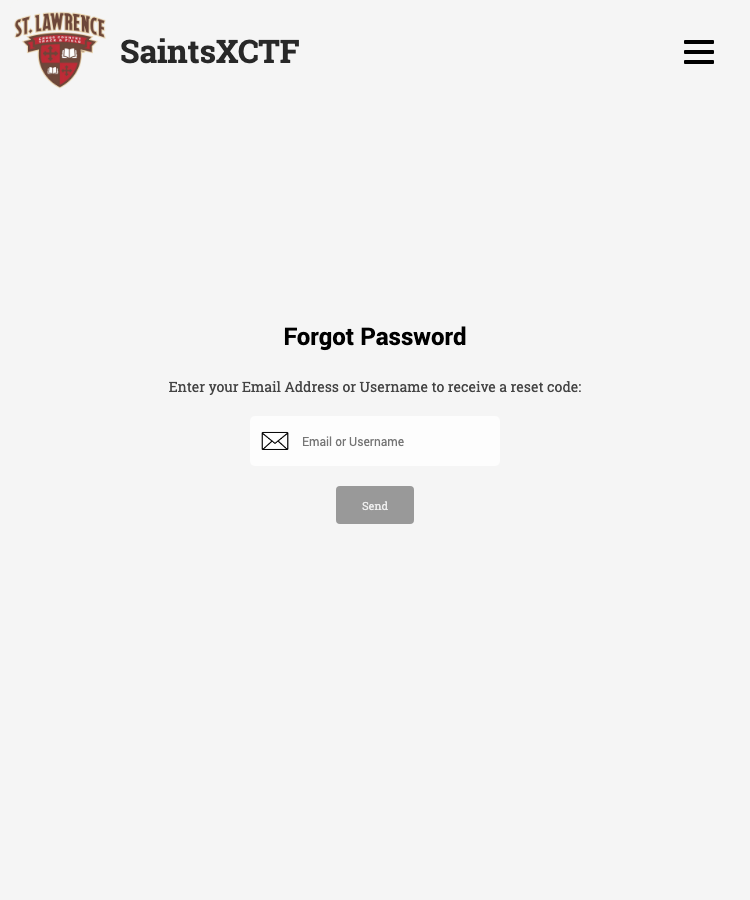 ST. LAWRENCE
SaintsXCTF
Forgot Password
Enter your Email Address or Username to receive a reset code:
Email or Username
Send